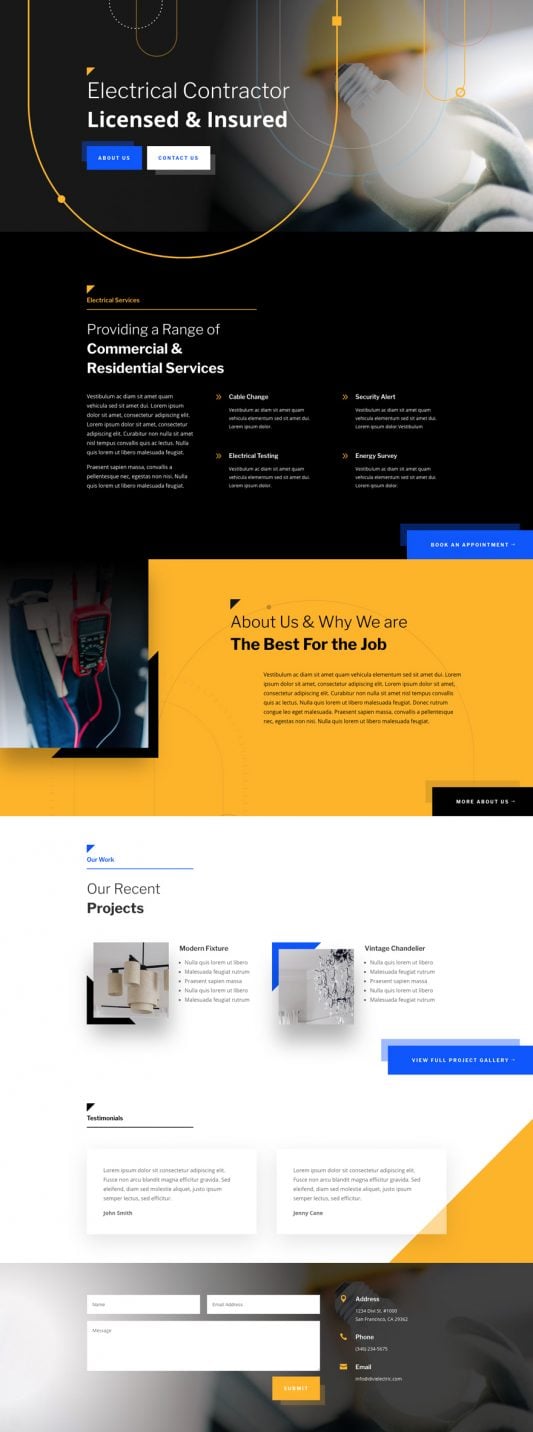 Electrical Contractor
Licensed & Insured
ABOUT US
CONTACT US
Electrical Services
Providing a Range of
Commercial &
Residential Services
Vestibulum ac diam sit amet quam
vehicula sed sit amet dui. Lorem ipsum
dolor sit amet, consectetur adipiscing elit.
Lorem ipsum dolor sit amet, consectetur
adipiscing elit. Curabitur non nulla sit amet
nisl tempus convallis quis ac lectus. Nulla
quis lorem ut libero malesuada feugiat.
Praesent sapien massa, convallis a
pellentesque nec, egestas non nisi. Nulla
quis lorem ut libero malesuada feugiat.
Cable Change
Vestibulum ac diam sit amet quam
vehicula elementum sed sit amet dui.
Lorem ipsum dolor.
Security Alert
Vestibulum ac diam sit amet quam
vehicula elementum sed sit amet dui.
Lorem ipsum dolor Vestibulum
Electrical Testing
Vestibulum ac diam sit amet quam
vehicula elementum sed sit amet dui.
Lorem ipsum dolor.
Energy Survey
Vestibulum ac diam sit amet quam
vehicula elementum sed sit amet dui.
Lorem ipsum dolor.
BOOK AN APPOINTMENT →
About Us & Why We are
The Best For the Job
Vestibulum ac diam sit amet quam vehicula elementum sed sit amet dui. Lorem
ipsum dolor sit amet, consectetur adipiscing elit. Lorem ipsum dolor sit amet,
consectetur adipiscing elit. Curabitur non nulla sit amet nisl tempus convallis
quis ac lectus. Nulla quis lorem ut libero malesuada feugiat. Donec rutrum
congue leo eget malesuada. Praesent sapien massa, convallis a pellentesque
nec, egestas non nisi. Nulla quis lorem ut libero malesuada feugiat.
MORE ABOUT US →
Our Work
Our Recent
Projects
Modern Fixture
• Nulla quis lorem ut libero
• Malesuada feugiat rutrum
• Praesent sapien massa
• Nulla quis lorem ut libero
• Malesuada feugiat rutrum
Vintage Chandelier
• Nulla quis lorem ut libero
• Malesuada feugiat rutrum
• Praesent sapien massa
• Nulla quis lorem ut libero
• Malesuada feugiat rutrum
VIEW FULL PROJECT GALLERY →
Testimonials
Lorem ipsum dolor sit consectetur adipiscing elit.
Fusce non arcu blandit magna congue gravida. Sed
eleifend, diam sed molestie aliquet, justo ipsum
semper lectus, sed efficitur.
John Smith
Lorem ipsum dolor sit consectetur adipiscing elit.
Fusce non arcu blandit magna congue gravida. Sed
eleifend, diam sed molestie aliquet, justo ipsum
semper lectus, sed efficitur.
Jenny Cane
Name
Email Address
Message
SUBMIT
Address
1234 Divi St. #1000
San Francisco, CA 29362
Phone
(346) 234-5675
Email
info@divielectric.com